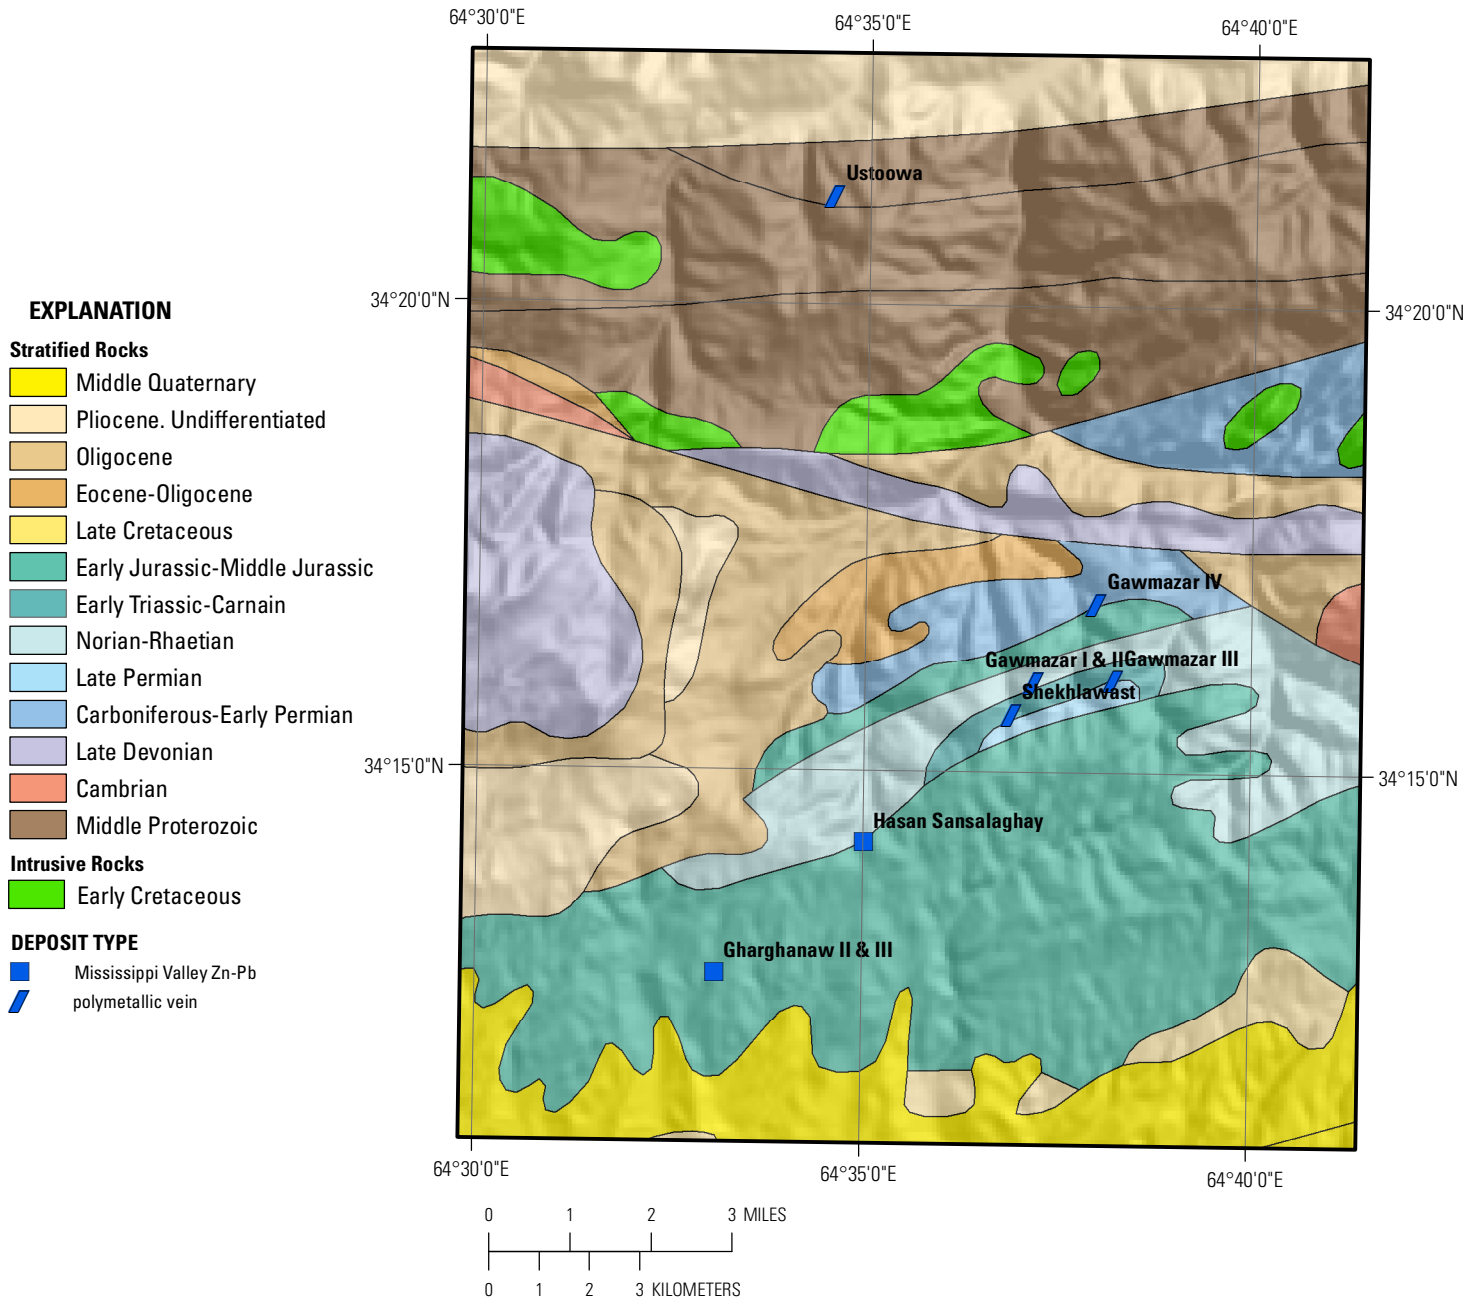 64°30'0"E
64°35'0"E
64°40'0"E
Ustoowa
34°20'0"N
34°20'0"N
EXPLANATION
Stratified Rocks
Middle Quaternary
Pliocene. Undifferentiated
Oligocene
Eocene-Oligocene
Late Cretaceous
Early Jurassic-Middle Jurassic
Early Triassic-Carnain
Norian-Rhaetian
Late Permian
Carboniferous-Early Permian
Late Devonian
Cambrian
Middle Proterozoic
Intrusive Rocks
Early Cretaceous
DEPOSIT TYPE
Mississippi Valley Zn-Pb
polymetallic vein
Gawmazar IV
Gawmazar I & II
Gawmazar III
Shekhlawast
34°15'0"N
34°15'0"N
Hasan Sansalaghay
Gharghanaw II & III
64°30'0"E
64°35'0"E
64°40'0"E
0 1 2 3 MILES
0 1 2 3 KILOMETERS